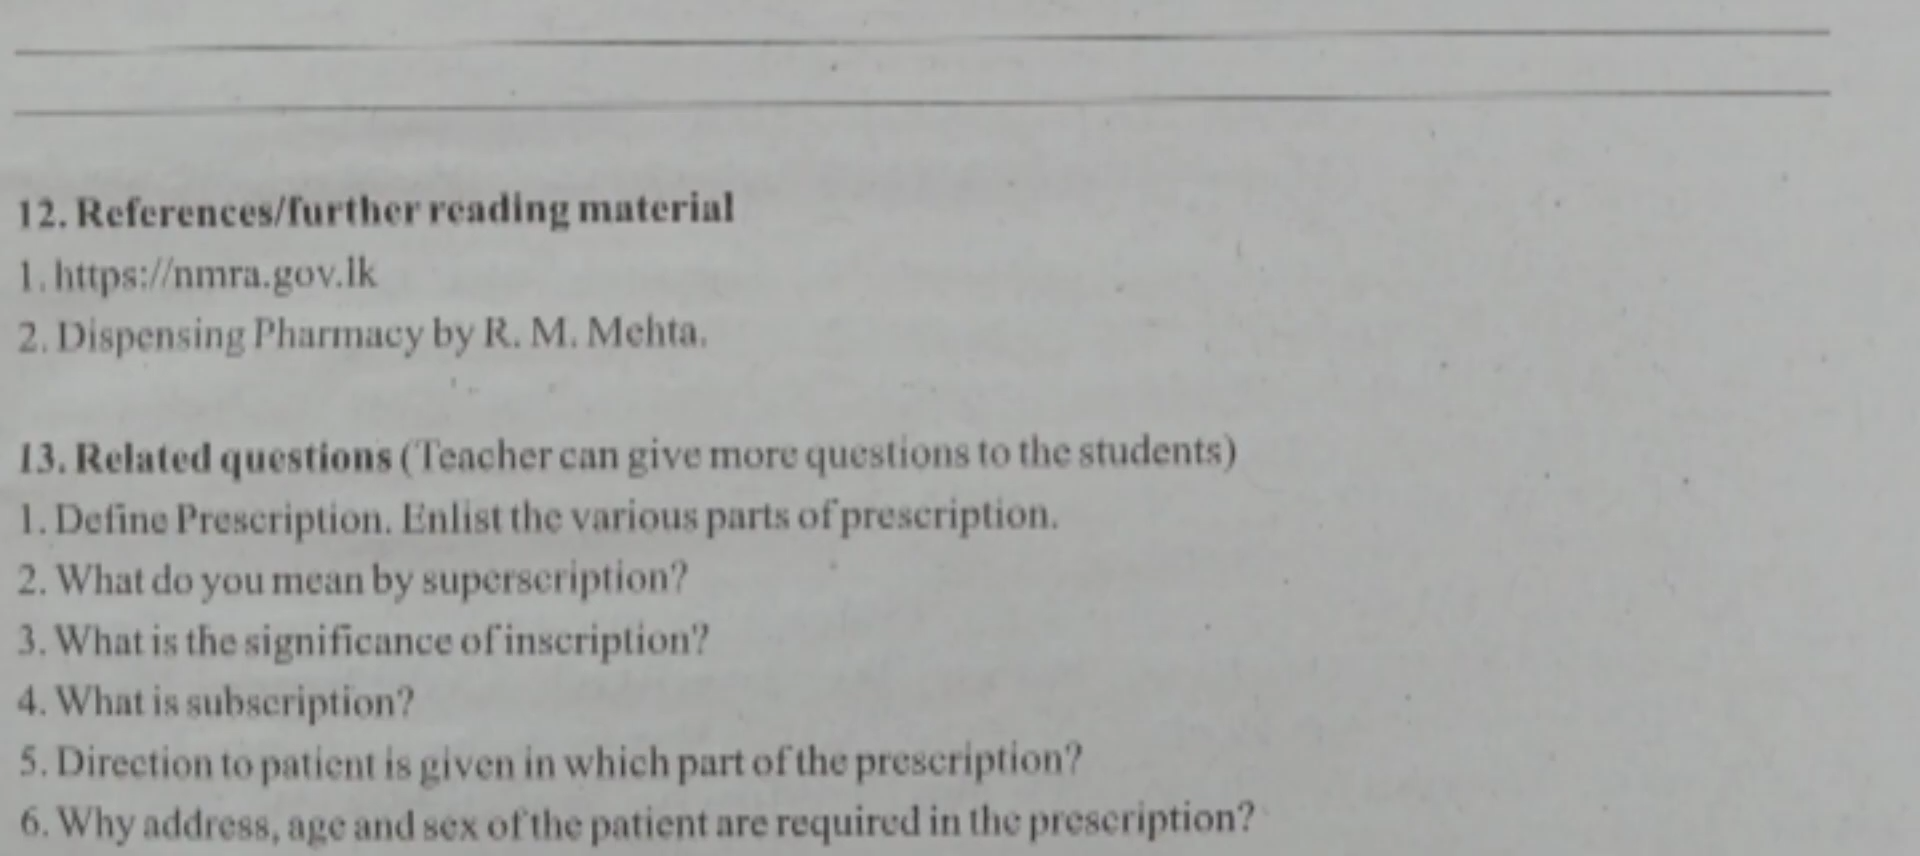 12. References/further reading material
1. https://nmra.gov.lk
2. Dispensing Pharmacy by R. M. Mehta.
13. Related questions (Teacher can give more questions to the students)
1. Define Prescription. Enlist the various parts of prescription.
2. What do you mean by superscription?
3. What is the significance of inscription?
4. What is subscription?
5. Direction to patient is given in which part of the prescription?
6. Why address, age and sex of the patient are required in the prescription?